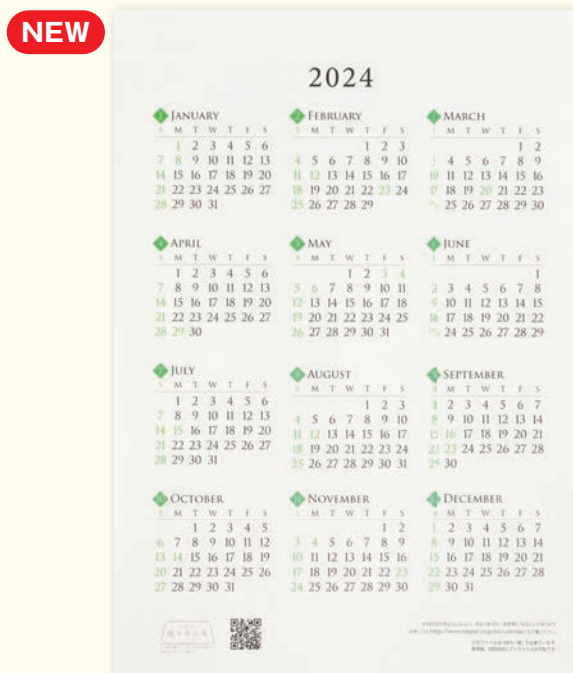 NEW
2024
1 JANUARY
S M T W T F S
1 2 3 4 5 6
7 8 9 10 11 12 13
14 15 16 17 18 19 20
21 22 23 24 25 26 27
28 29 30 31
2 FEBRUARY
S M T W T F S
1 2 3
4 5 6 7 8 9 10
11 12 13 14 15 16 17
18 19 20 21 22 23 24
25 26 27 28 29
3 MARCH
S M T W T F S
1 2
3 4 5 6 7 8 9
10 11 12 13 14 15 16
17 18 19 20 21 22 23
25 26 27 28 29 30
4 APRIL
S M T W T F S
1 2 3 4 5 6
7 8 9 10 11 12 13
14 15 16 17 18 19 20
21 22 23 24 25 26 27
28 29 30
5 MAY
S M T W T F S
1 2 3 4
5 6 7 8 9 10 11
12 13 14 15 16 17 18
19 20 21 22 23 24 25
26 27 28 29 30 31
6 JUNE
S M T W T F S
1
2 3 4 5 6 7 8
9 10 11 12 13 14 15
16 17 18 19 20 21 22
24 25 26 27 28 29
7 JULY
S M T W T F S
1 2 3 4 5 6
7 8 9 10 11 12 13
14 15 16 17 18 19 20
21 22 23 24 25 26 27
28 29 30 31
8 AUGUST
S M T W T F S
1 2 3
4 5 6 7 8 9 10
11 12 13 14 15 16 17
18 19 20 21 22 23 24
25 26 27 28 29 30 31
9 SEPTEMBER
S M T W T F S
1 2 3 4 5 6 7
8 9 10 11 12 13 14
15 16 17 18 19 20 21
22 23 24 25 26 27 28
29 30
10 OCTOBER
S M T W T F S
1 2 3 4 5
6 7 8 9 10 11 12
13 14 15 16 17 18 19
20 21 22 23 24 25 26
27 28 29 30 31
11 NOVEMBER
S M T W T F S
1 2
3 4 5 6 7 8 9
10 11 12 13 14 15 16
17 18 19 20 21 22 23
24 25 26 27 28 29 30
12 DECEMBER
S M T W T F S
1 2 3 4 5 6 7
8 9 10 11 12 13 14
15 16 17 18 19 20 21
22 23 24 25 26 27 28
29 30 31